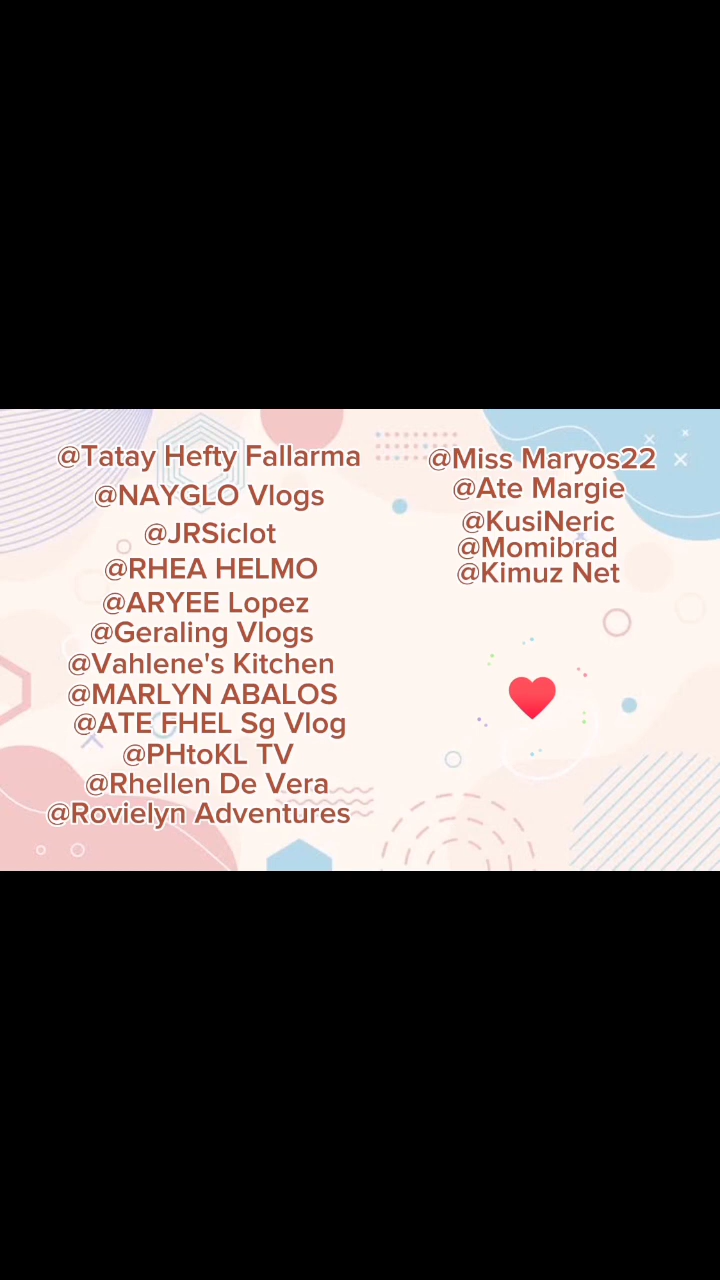 @Tatay Hefty Fallarma
@NAYGLO Vlogs
@JRSiclot
@RHEA HELMO
@ARYEE Lopez
@Geraling Vlogs
@Vahlene's Kitchen
@MARLYN ABALOS
@ATE FHEL Sg Vlog
@PHtoKL TV
@Rhellen De Vera
@Rovielyn Adventures
@Miss Maryos22
@Ate Margie
@KusiNeric
@Momibrad
@Kimuz Net